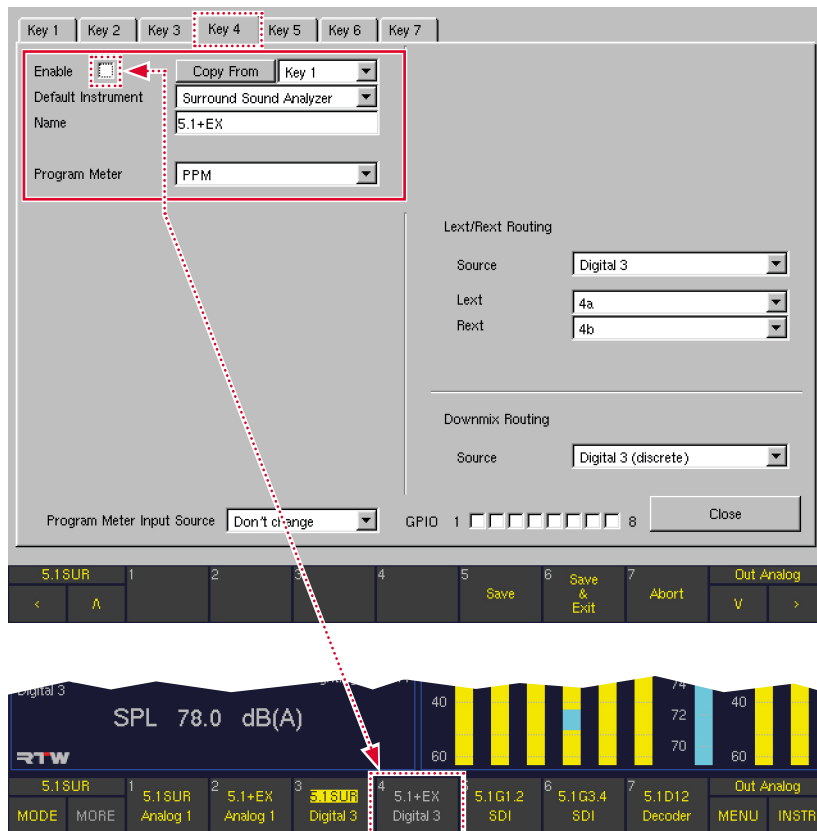 Key 1 Key 2 Key 3 Key 4 Key 5 Key 6 Key 7
Enable Copy From Key 1
Default Instrument Surround Sound Analyzer
Name 5.1+EX
Program Meter PPM
Lext/Rext Routing
Source Digital 3
Lext 4a
Rext 4b
Downmix Routing
Source Digital 3 (discrete)
Program Meter Input Source Don't change GPIO 1 8 Close
5.1SUR 1 2 3 4 5 Save 6 Save & Exit 7 Abort Out Analog
< Λ V >
Digital 3
SPL 78.0 dB(A)
RTW
40 74 40
72
60 70 60
5.1SUR 1 5.1SUR 2 5.1+EX 3 5.1SUR 4 5.1+EX 5 5.1G1.2 6 5.1G3.4 7 5.1D12 Out Analog
MODE MORE Analog 1 Analog 1 Digital 3 Digital 3 SDI SDI Decoder MENU INSTR